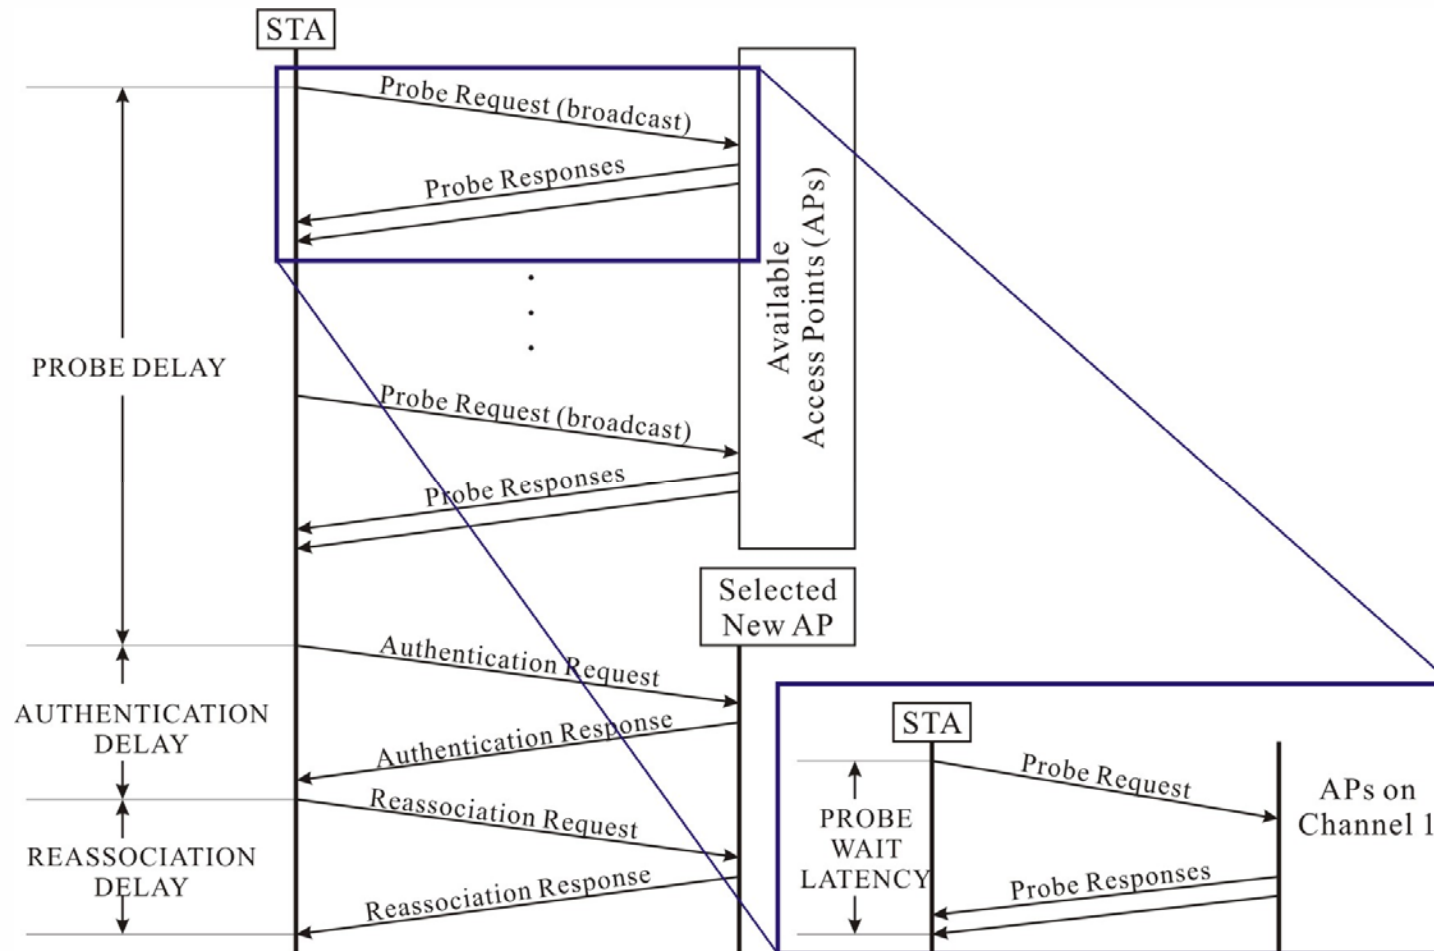 STA
Probe Request (broadcast)
Probe Responses
Available
Access Points (APs)
PROBE DELAY
Probe Request (broadcast)
Probe Responses
Selected
New AP
Authentication Request
AUTHENTICATION
DELAY
Authentication Response
Reassociation Request
REASSOCIATION
DELAY
Reassociation Response
STA
Probe Request
APs on
Channel 1
PROBE
WAIT
LATENCY
Probe Responses